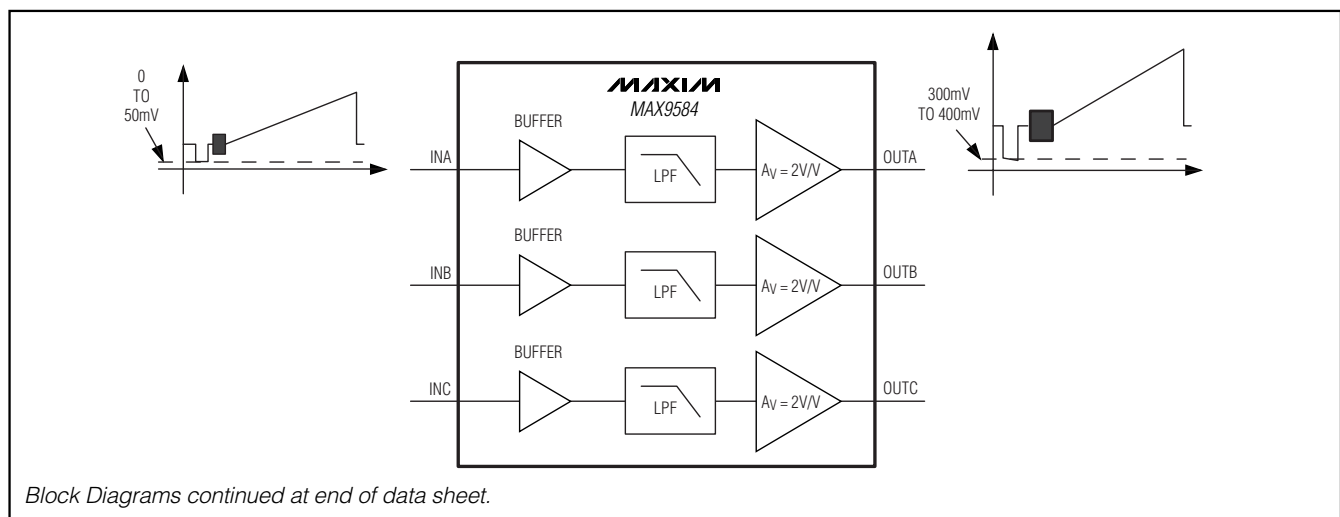 0
TO
50mV
MAXIM
MAX9584
300mV
TO 400mV
BUFFER
INA
LPF
AV = 2V/V
OUTA
BUFFER
INB
LPF
AV = 2V/V
OUTB
BUFFER
INC
LPF
AV = 2V/V
OUTC
Block Diagrams continued at end of data sheet.